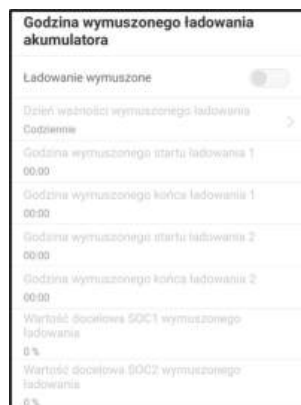 Godzina wymuszonego ładowania
akumulatora
Ładowanie wymuszone
Dzień ważności wymuszonego ładowania
Codziennie
Godzina wymuszonego startu ładowania 1
00:00
Godzina wymuszonego końca ładowania 1
00:00
Godzina wymuszonego startu ładowania 2
00:00
Godzina wymuszonego końca ładowania 2
00:00
Wartość docelowa SOC1 wymuszonego
ładowania
0 %
Wartość docelowa SOC2 wymuszonego
ładowania
0 %